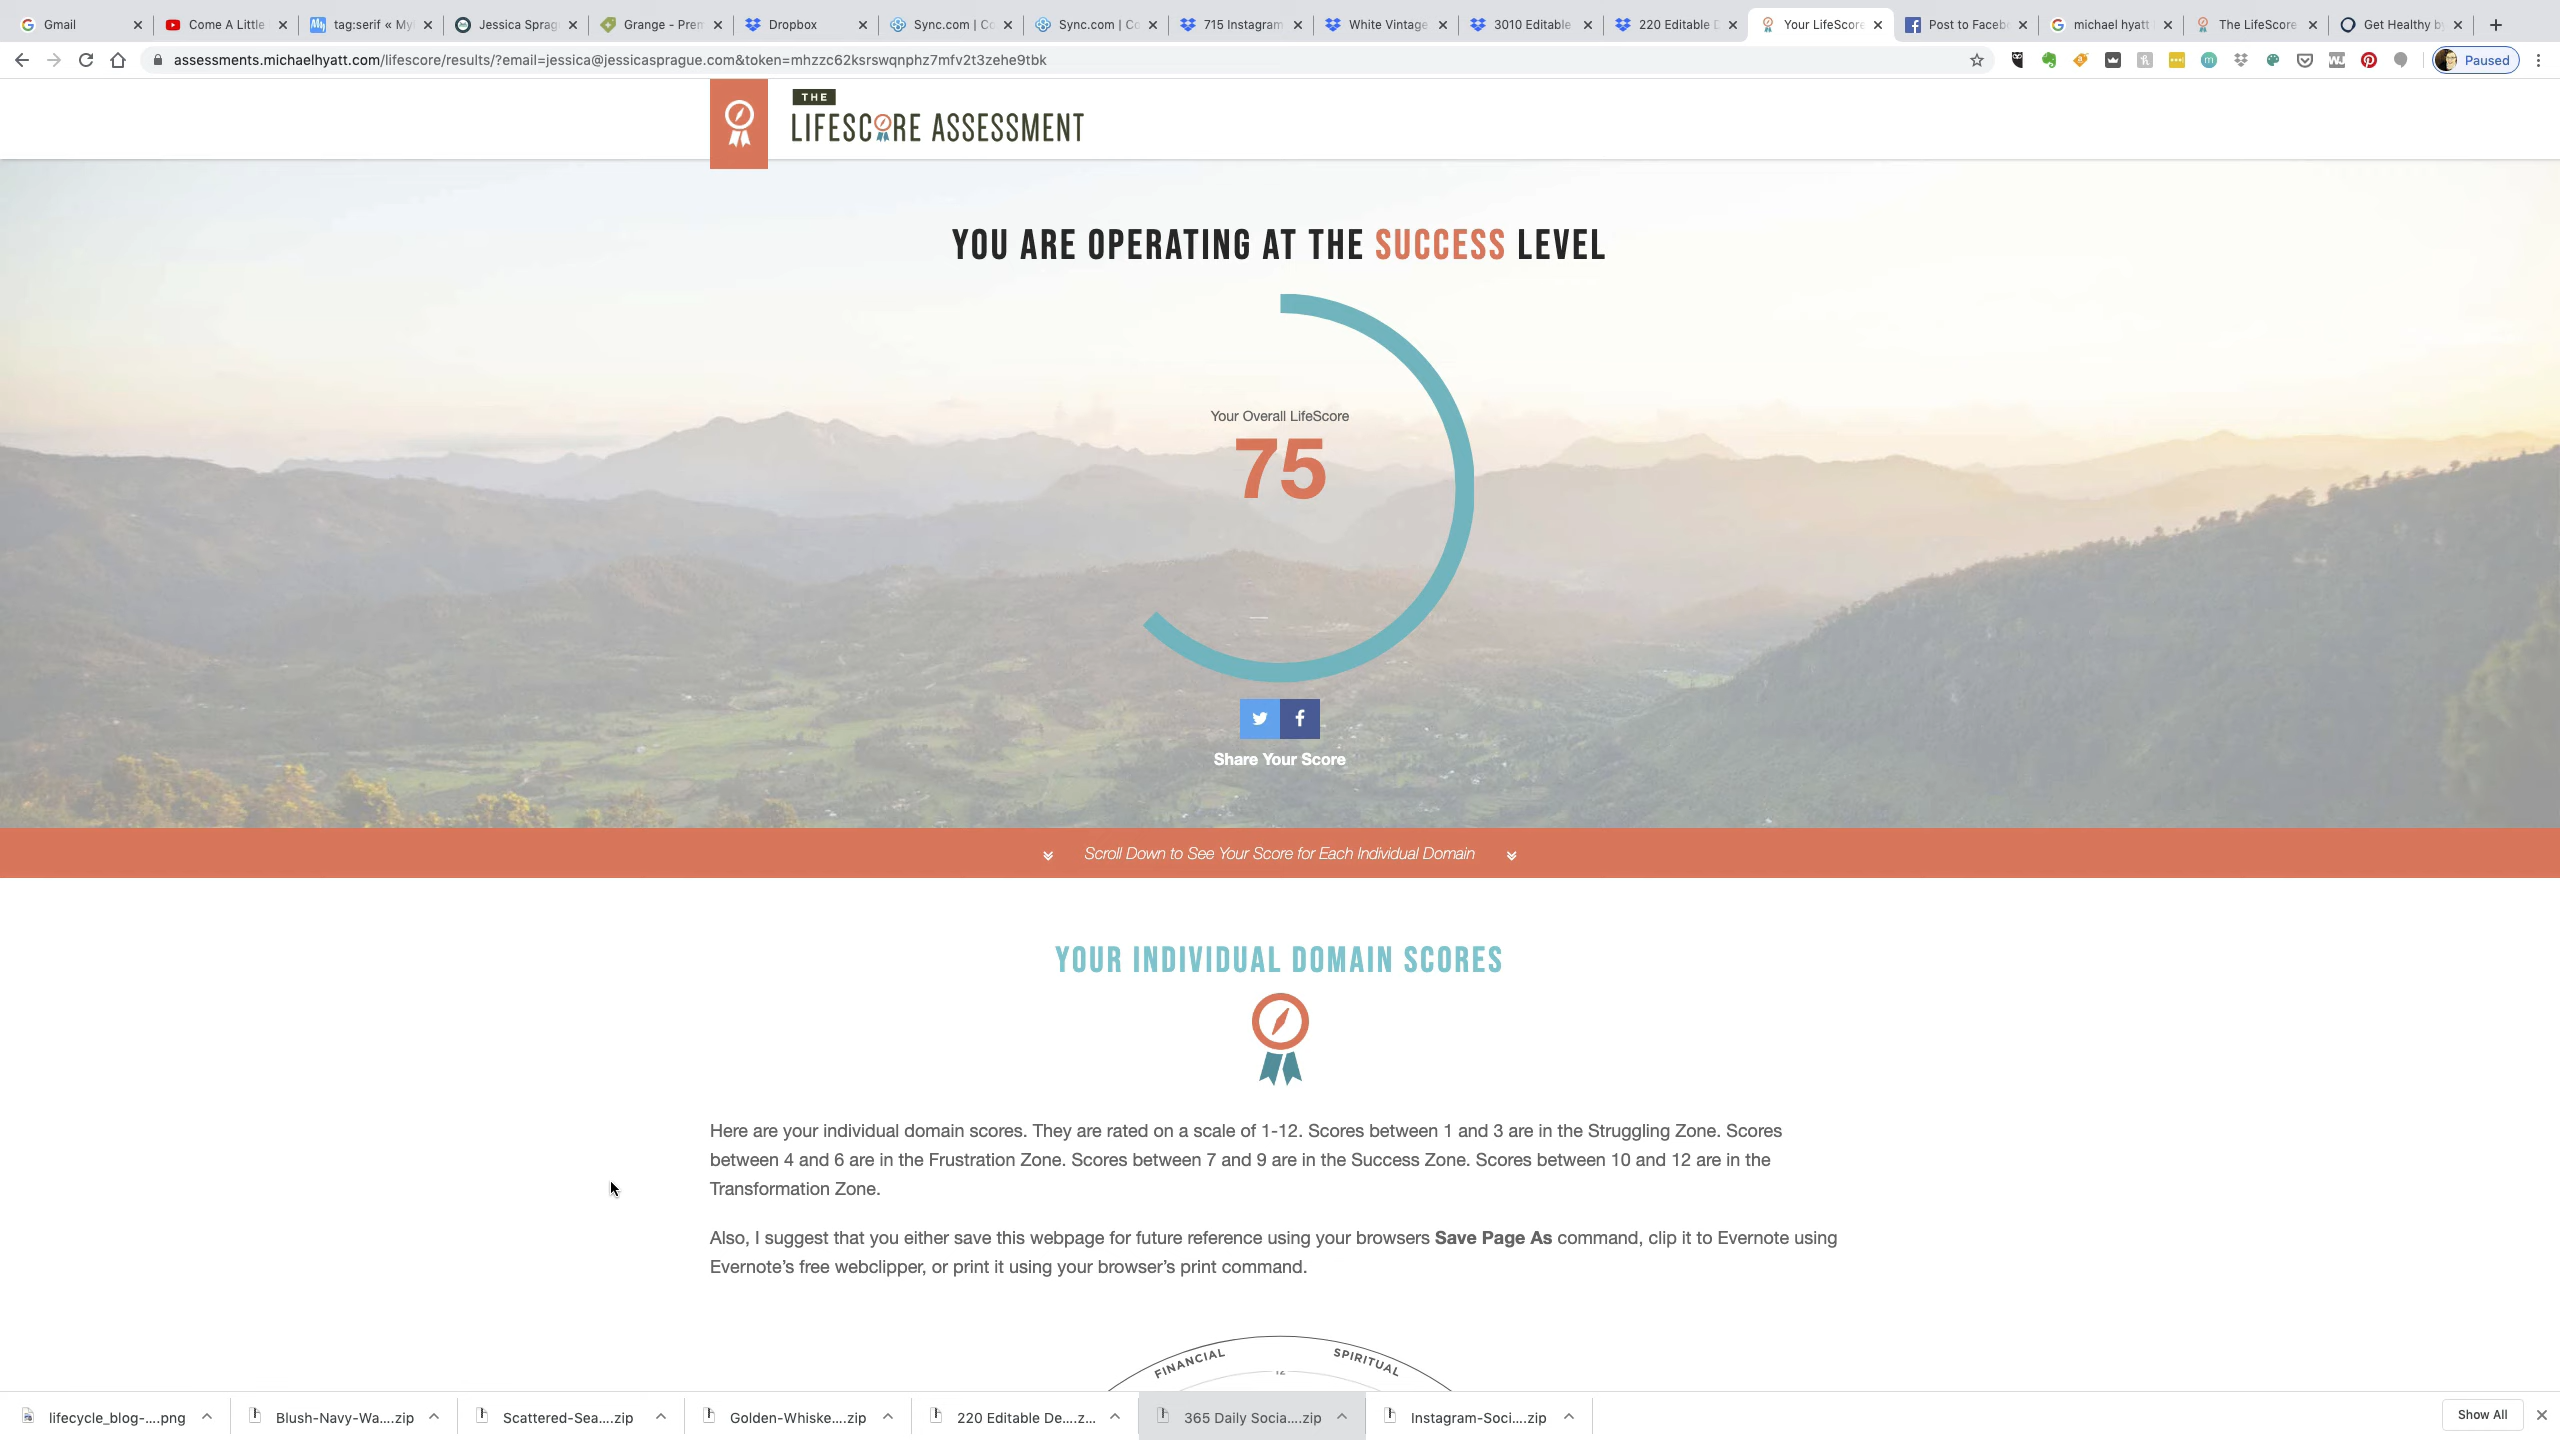 Gmail
Come A Little
tag:serif « My
Jessica Sprag
Grange - Prem
Dropbox
Sync.com | Co
Sync.com | Co
715 Instagram
White Vintage
3010 Editable
220 Editable D
Your LifeScore
Post to Facebo
michael hyatt
The LifeScore
Get Healthy by
assessments.michaelhyatt.com/lifescore/results/?email=jessica@jessicasprague.com&token=mhzzc62ksrswqnphz7mfv2t3zehe9tbk
Paused
THE
LIFESCORE ASSESSMENT
YOU ARE OPERATING AT THE SUCCESS LEVEL
Your Overall LifeScore
75
Share Your Score
Scroll Down to See Your Score for Each Individual Domain
YOUR INDIVIDUAL DOMAIN SCORES
Here are your individual domain scores. They are rated on a scale of 1-12. Scores between 1 and 3 are in the Struggling Zone. Scores
between 4 and 6 are in the Frustration Zone. Scores between 7 and 9 are in the Success Zone. Scores between 10 and 12 are in the
Transformation Zone.
Also, I suggest that you either save this webpage for future reference using your browsers Save Page As command, clip it to Evernote using
Evernote’s free webclipper, or print it using your browser’s print command.
FINANCIAL
SPIRITUAL
12
lifecycle_blog-....png
Blush-Navy-Wa....zip
Scattered-Sea....zip
Golden-Whiske....zip
220 Editable De....z...
365 Daily Socia....zip
Instagram-Soci....zip
Show All